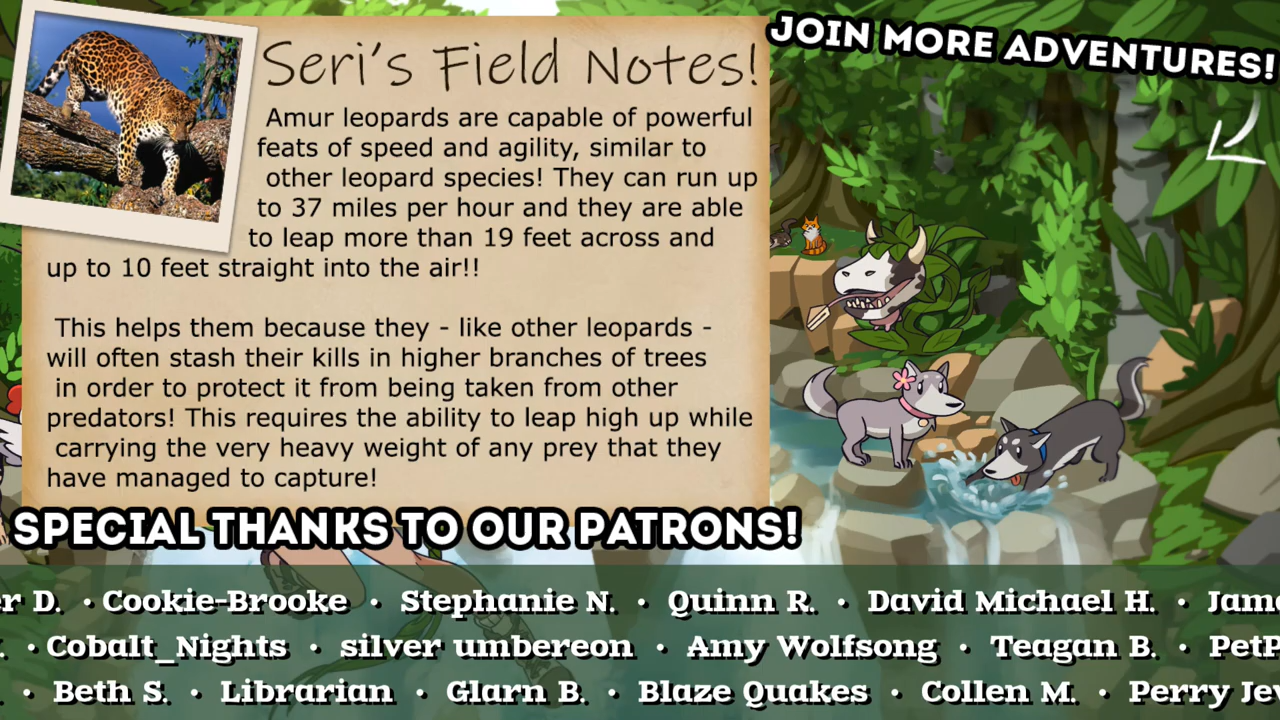 Seri's Field Notes!
JOIN MORE ADVENTURES!
Amur leopards are capable of powerful
feats of speed and agility, similar to
other leopard species! They can run up
to 37 miles per hour and they are able
to leap more than 19 feet across and
up to 10 feet straight into the air!!
This helps them because they - like other leopards -
will often stash their kills in higher branches of trees
in order to protect it from being taken from other
predators! This requires the ability to leap high up while
carrying the very heavy weight of any prey that they
have managed to capture!
SPECIAL THANKS TO OUR PATRONS!
er D. • Cookie-Brooke • Stephanie N. • Quinn R. • David Michael H. • Jame
• Cobalt_Nights • silver umbereon • Amy Wolfsong • Teagan B. • PetP
• Beth S. • Librarian • Glarn B. • Blaze Quakes • Collen M. • Perry Jev